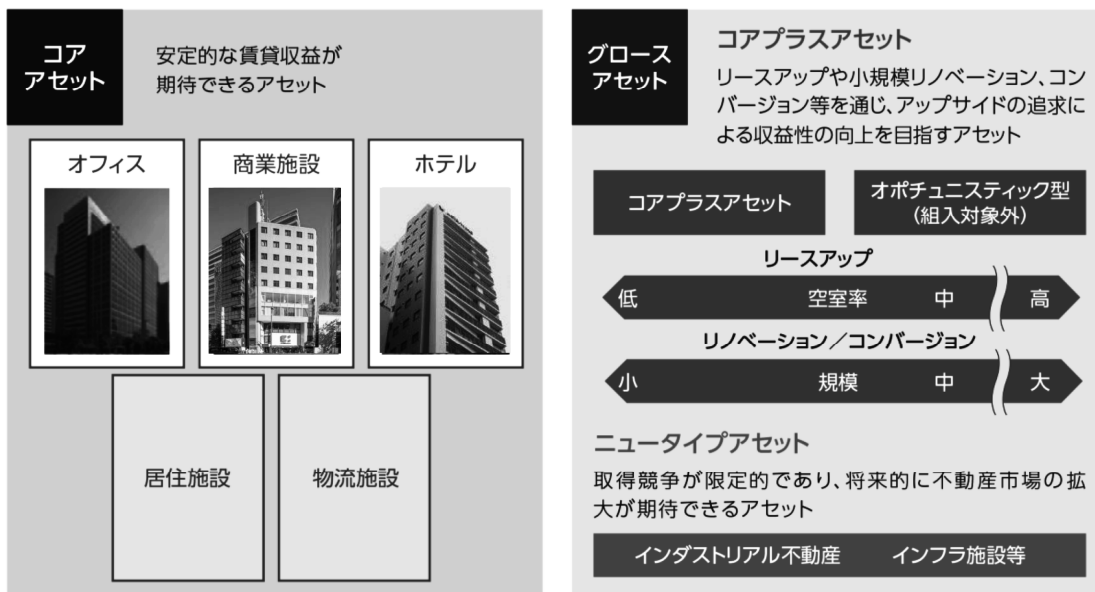 コア
アセット
安定的な賃貸収益が
期待できるアセット
オフィス
商業施設
ホテル
居住施設
物流施設
グロース
アセット
コアプラスアセット
リースアップや小規模リノベーション、コン
バージョン等を通じ、アップサイドの追求に
よる収益性の向上を目指すアセット
コアプラスアセット
オポチュニスティック型
(組入対象外)
リースアップ
低 空室率 中 高
リノベーション／コンバージョン
小 規模 中 大
ニュータイプアセット
取得競争が限定的であり、将来的に不動産市場の拡
大が期待できるアセット
インダストリアル不動産 インフラ施設等